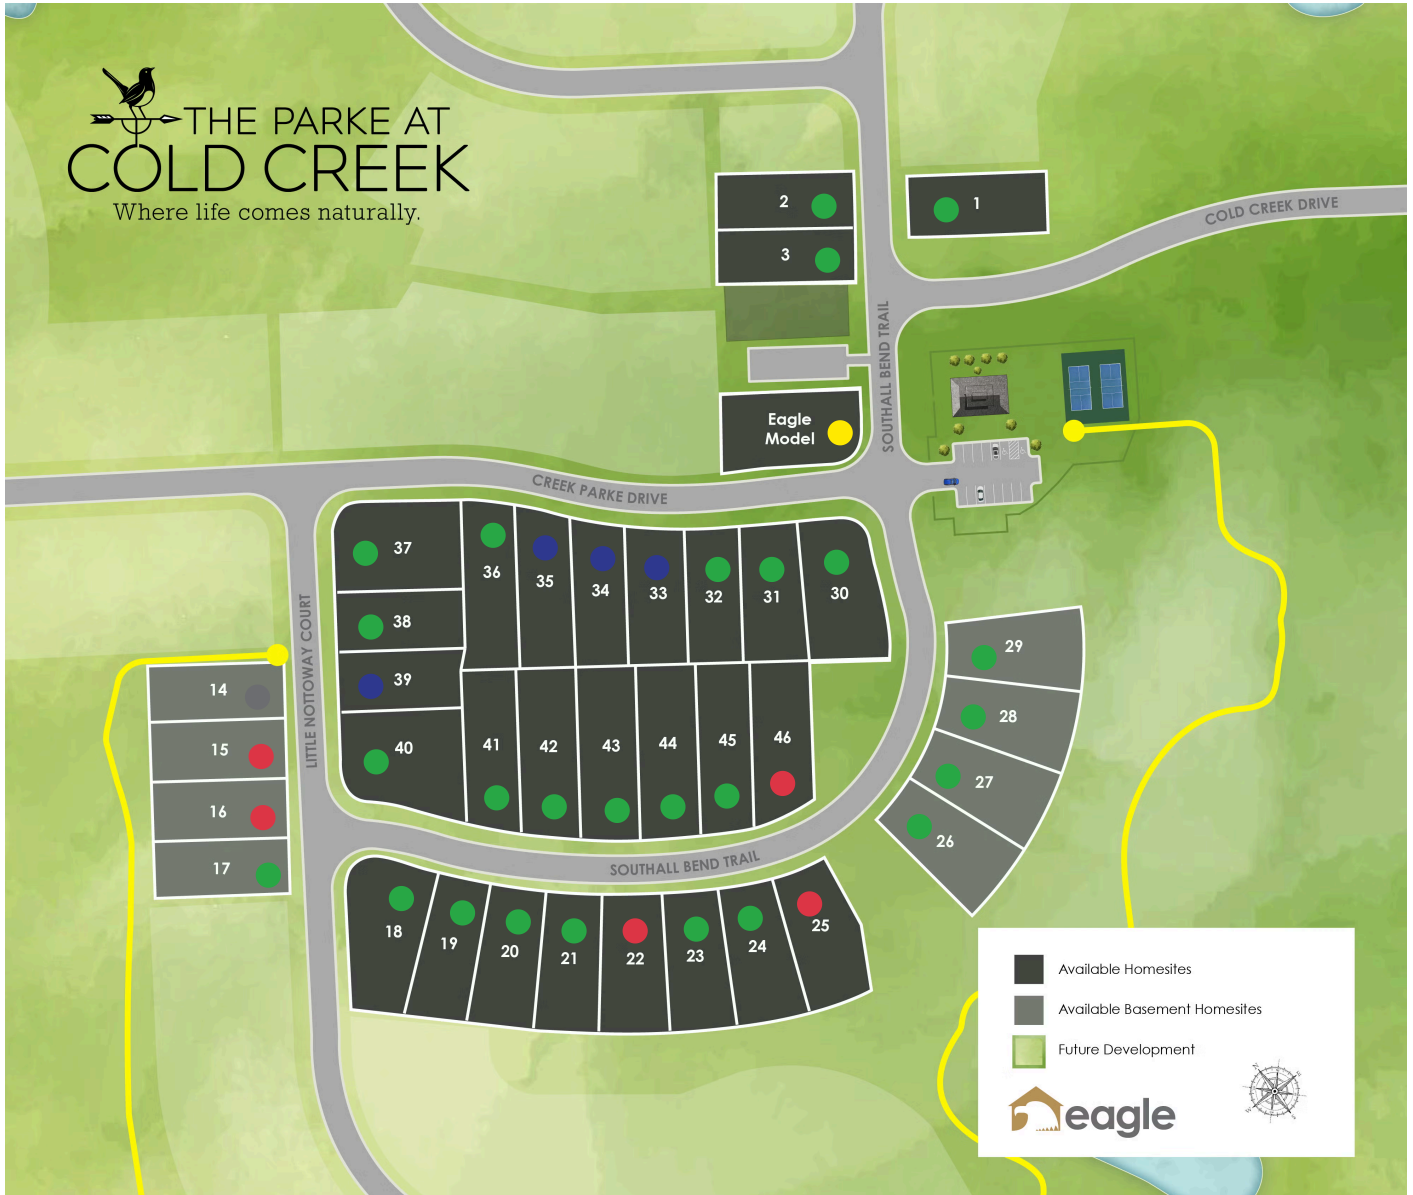 THE PARKE AT
COLD CREEK
Where life comes naturally.
2
3
1
COLD CREEK DRIVE
SOUTHALL BEND TRAIL
Eagle
Model
CREEK PARKE DRIVE
37
36
35
34
33
32
31
30
38
39
40
LITTLE NOTTOWAY COURT
41
42
43
44
45
46
29
28
27
26
14
15
16
17
SOUTHALL BEND TRAIL
18
19
20
21
22
23
24
25
Available Homesites
Available Basement Homesites
Future Development
eagle